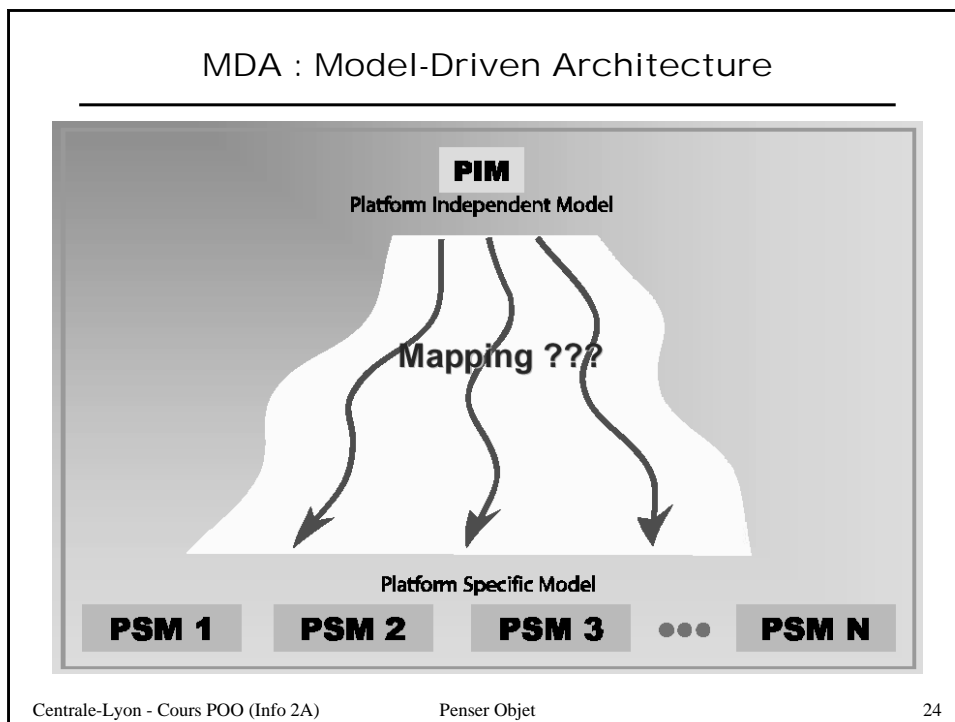 MDA : Model-Driven Architecture
PIM
Platform Independent Model
Mapping ???
Platform Specific Model
PSM 1 PSM 2 PSM 3 ●●● PSM N
Centrale-Lyon - Cours POO (Info 2A) Penser Objet 24